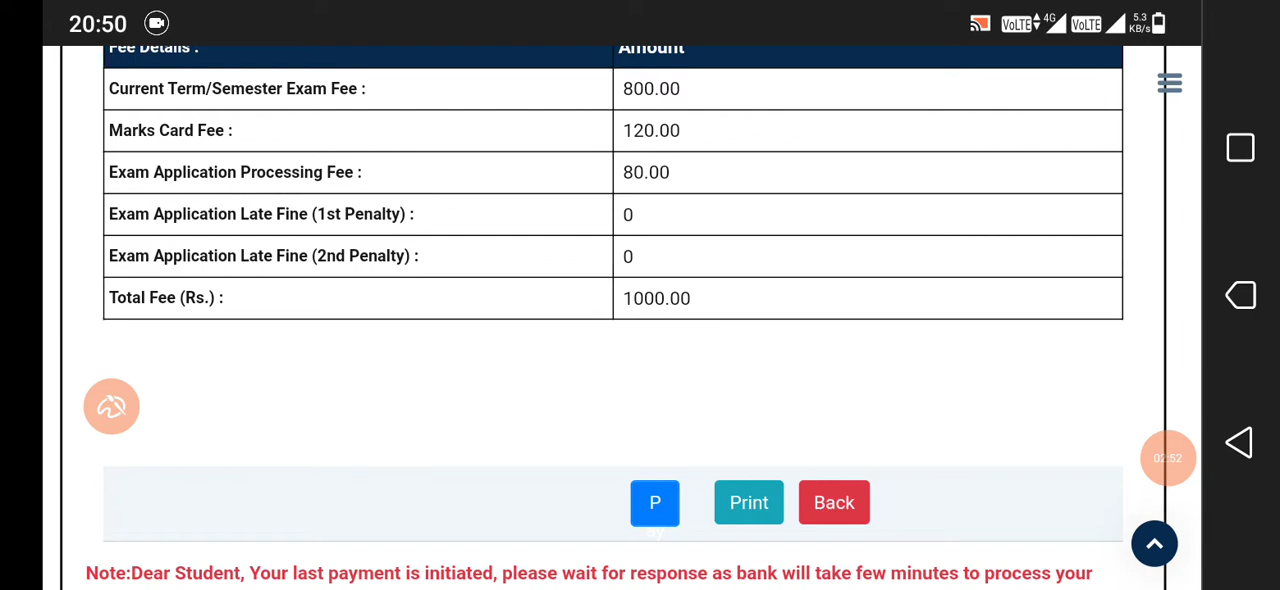 20:50 VoLTE 4G VoLTE 5.3 KB/s
Fee Details : Amount
Current Term/Semester Exam Fee : 800.00
Marks Card Fee : 120.00
Exam Application Processing Fee : 80.00
Exam Application Late Fine (1st Penalty) : 0
Exam Application Late Fine (2nd Penalty) : 0
Total Fee (Rs.) : 1000.00
02:52
P Print Back
ay
Note:Dear Student, Your last payment is initiated, please wait for response as bank will take few minutes to process your